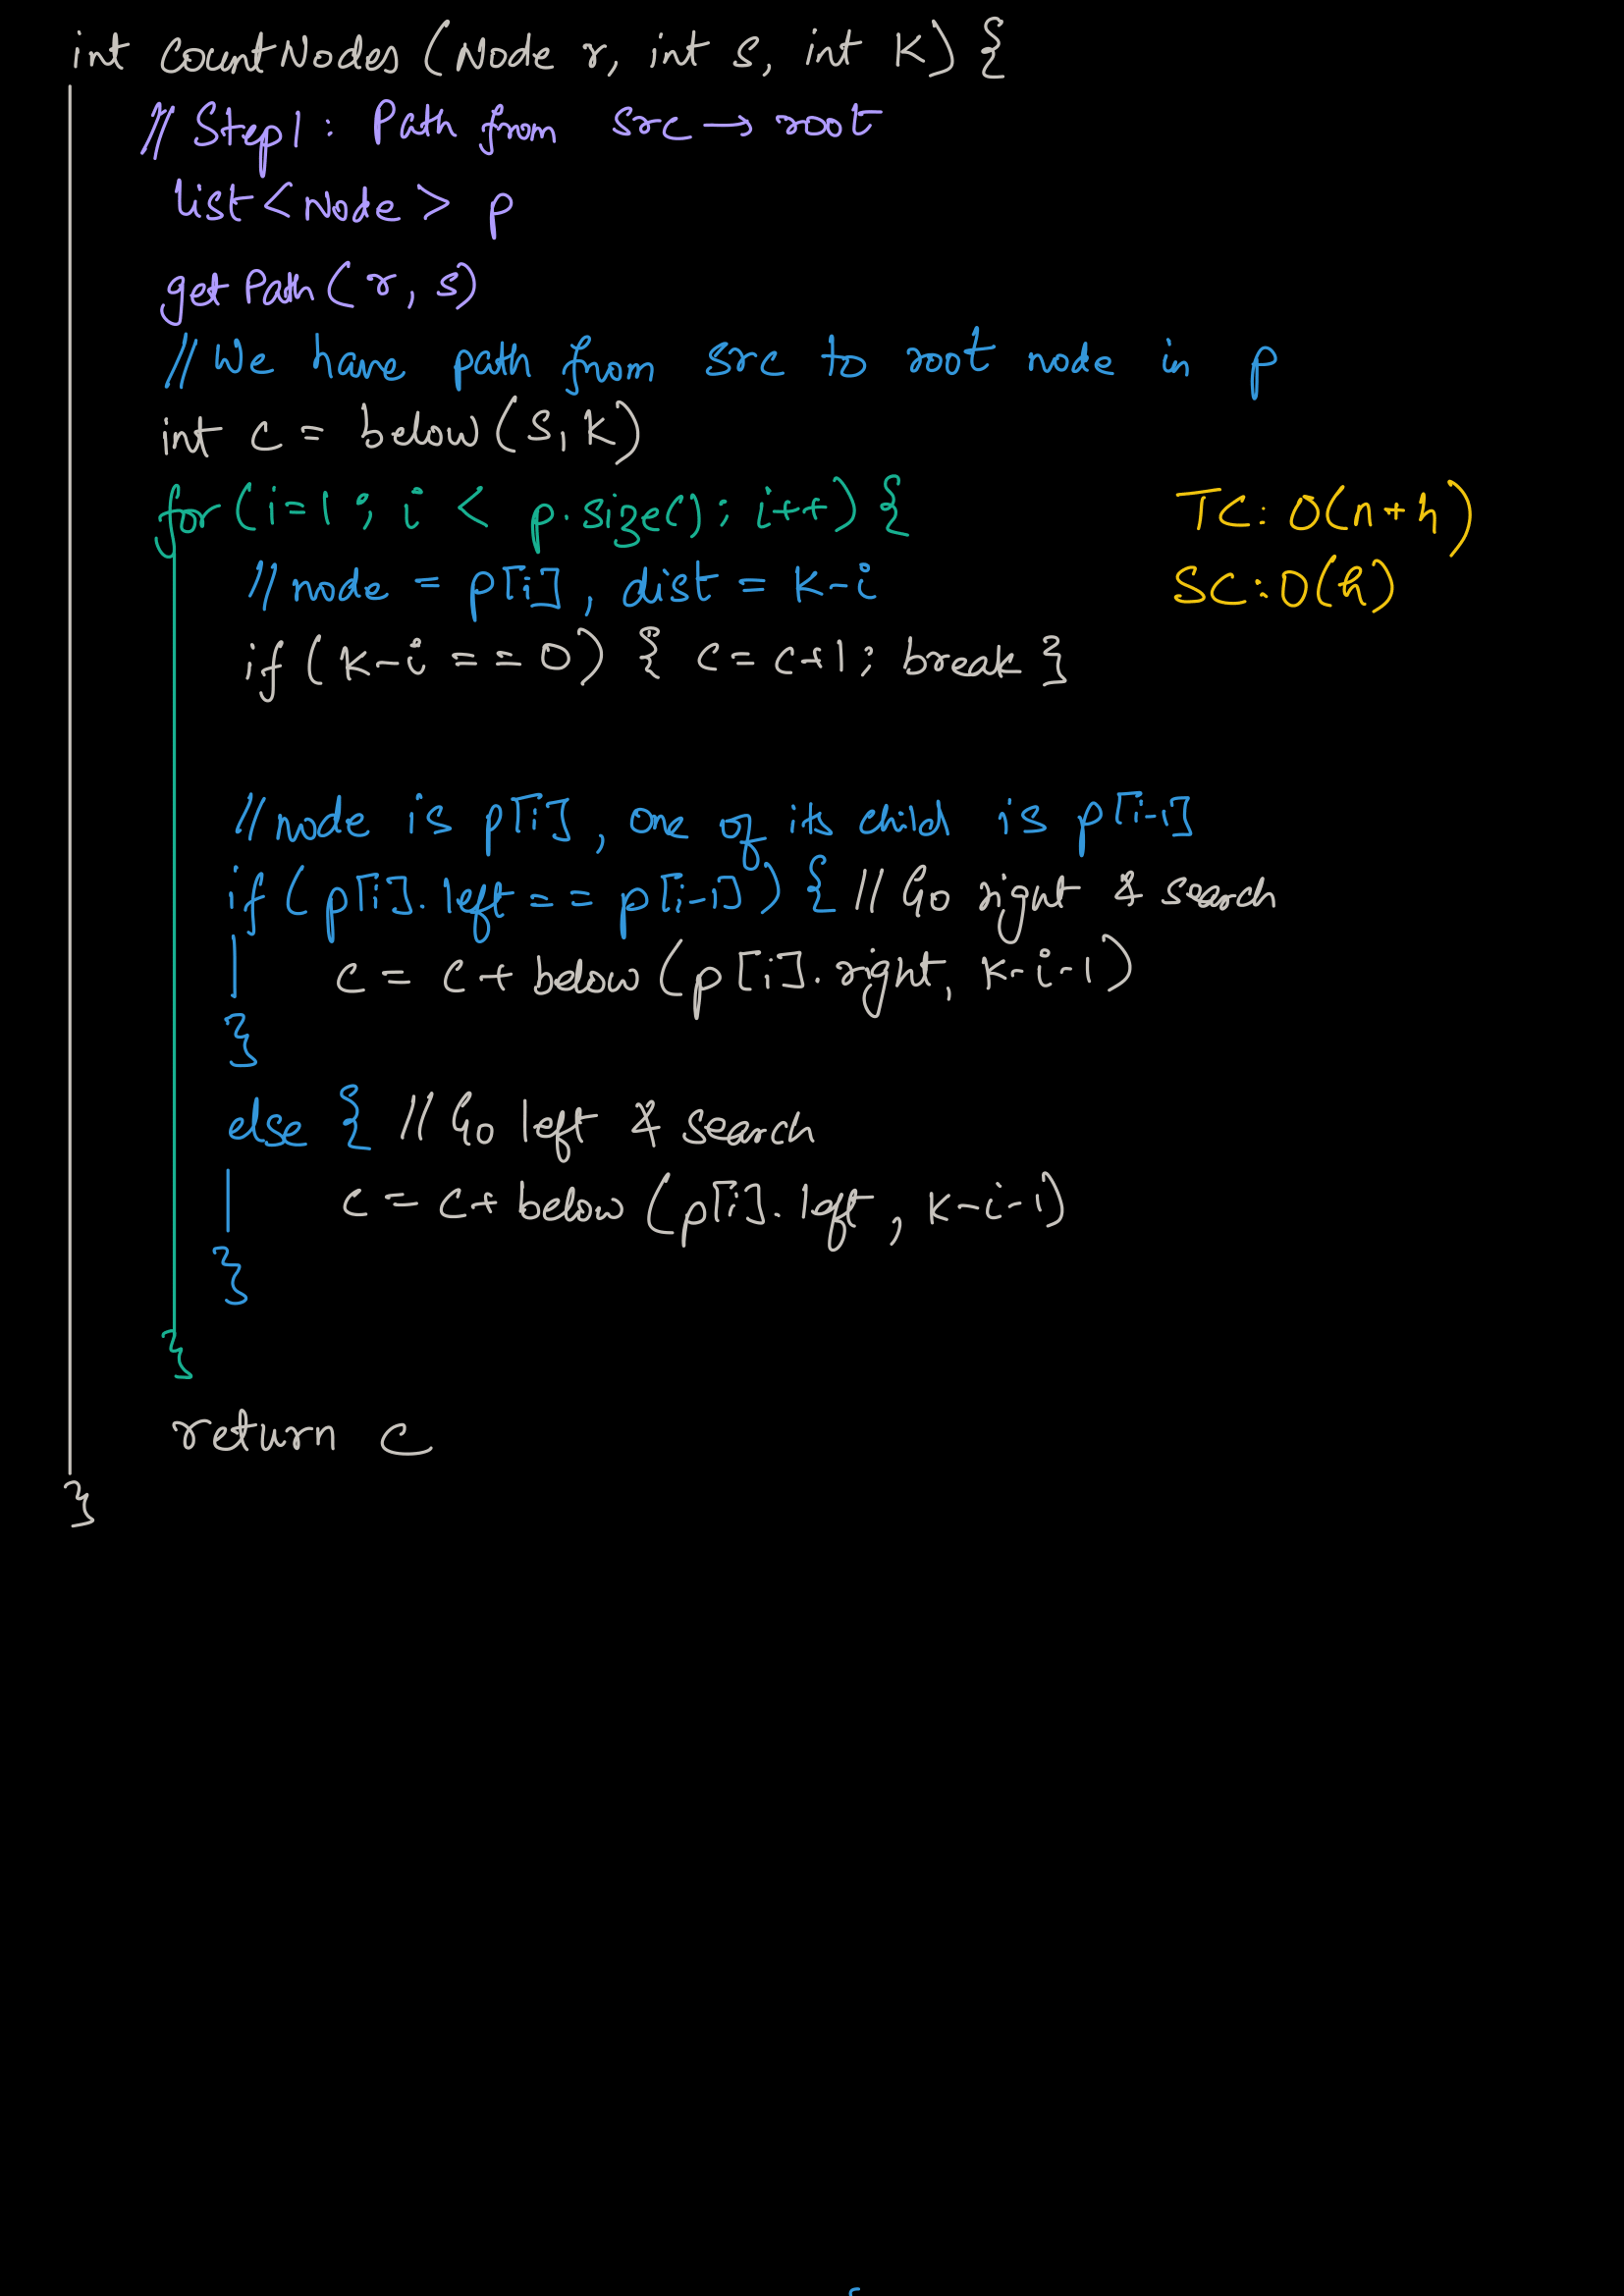 int countNodes (Node r, int s, int K) {
// Step1 : Path from src → root
list < Node > p
getPath (r, s)
// We have path from src to root node in p
int c = below (s, K)
for (i=1 ; i < p.size() ; i++) {
TC: O(n+h)
// node = p[i], dist = K-i
SC: O(h)
if (K-i == 0) { c = c+1 ; break }
// node is p[i], one of its child is p[i-1]
if (p[i].left == p[i-1]) { // Go right & search
c = c + below (p[i].right, K-i-1)
}
else { // Go left & search
c = c + below (p[i].left, K-i-1)
}
}
return c
}